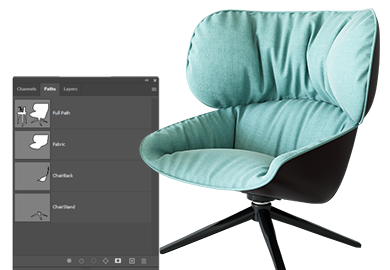 Channels Paths Layers
Full Path
Fabric
ChairBack
ChairStand